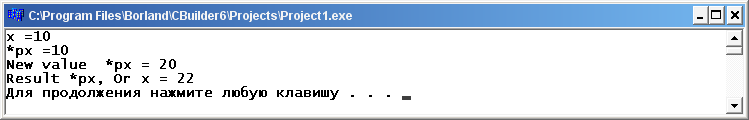 C:\Program Files\Borland\CBuilder6\Projects\Project1.exe
x =10
*px =10
New value  *px = 20
Result *px, Or x = 22
Для продолжения нажмите любую клавишу . . .